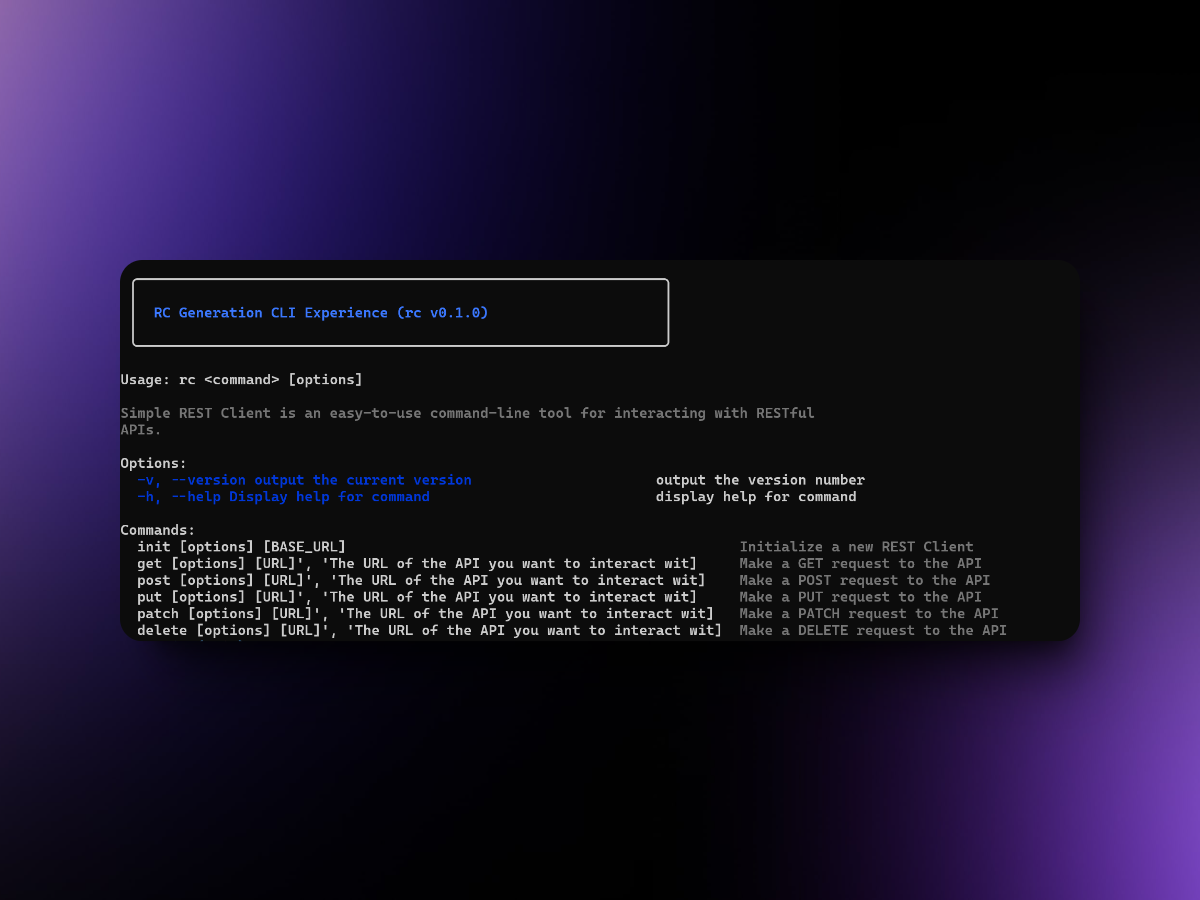 RC Generation CLI Experience (rc v0.1.0)
Usage: rc <command> [options]
Simple REST Client is an easy-to-use command-line tool for interacting with RESTful
APIs.
Options:
-v, --version output the current version output the version number
-h, --help Display help for command display help for command
Commands:
init [options] [BASE_URL] Initialize a new REST Client
get [options] [URL]', 'The URL of the API you want to interact wit] Make a GET request to the API
post [options] [URL]', 'The URL of the API you want to interact wit] Make a POST request to the API
put [options] [URL]', 'The URL of the API you want to interact wit] Make a PUT request to the API
patch [options] [URL]', 'The URL of the API you want to interact wit] Make a PATCH request to the API
delete [options] [URL]', 'The URL of the API you want to interact wit] Make a DELETE request to the API